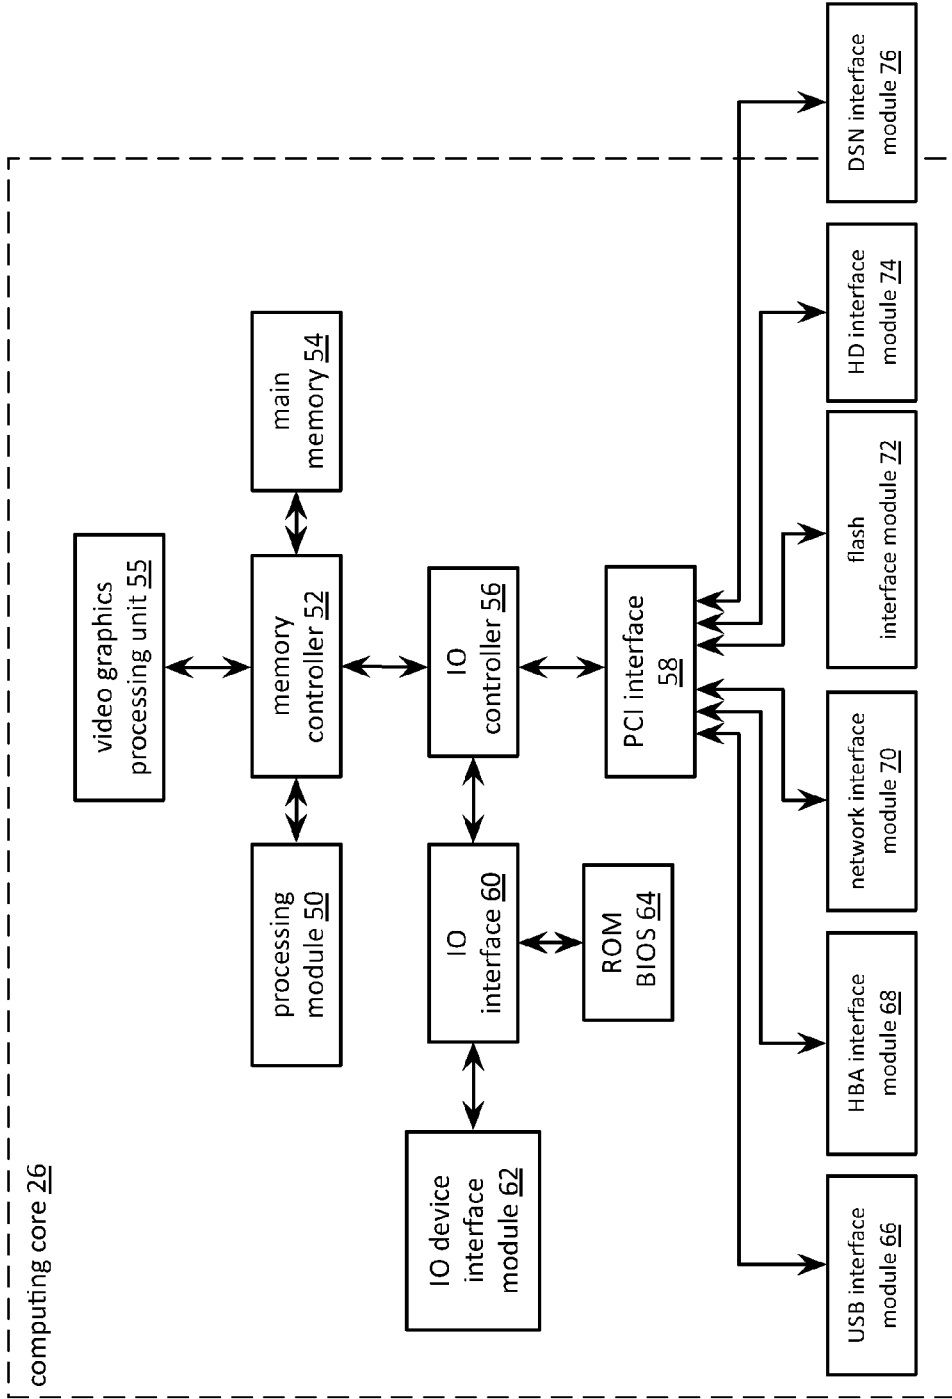 computing core 26
video graphics
processing unit 55
processing
module 50
memory
controller 52
main
memory 54
IO device
interface
module 62
IO
interface 60
IO
controller 56
ROM
BIOS 64
PCI interface
58
USB interface
module 66
HBA interface
module 68
network interface
module 70
flash
interface module 72
HD interface
module 74
DSN interface
module 76